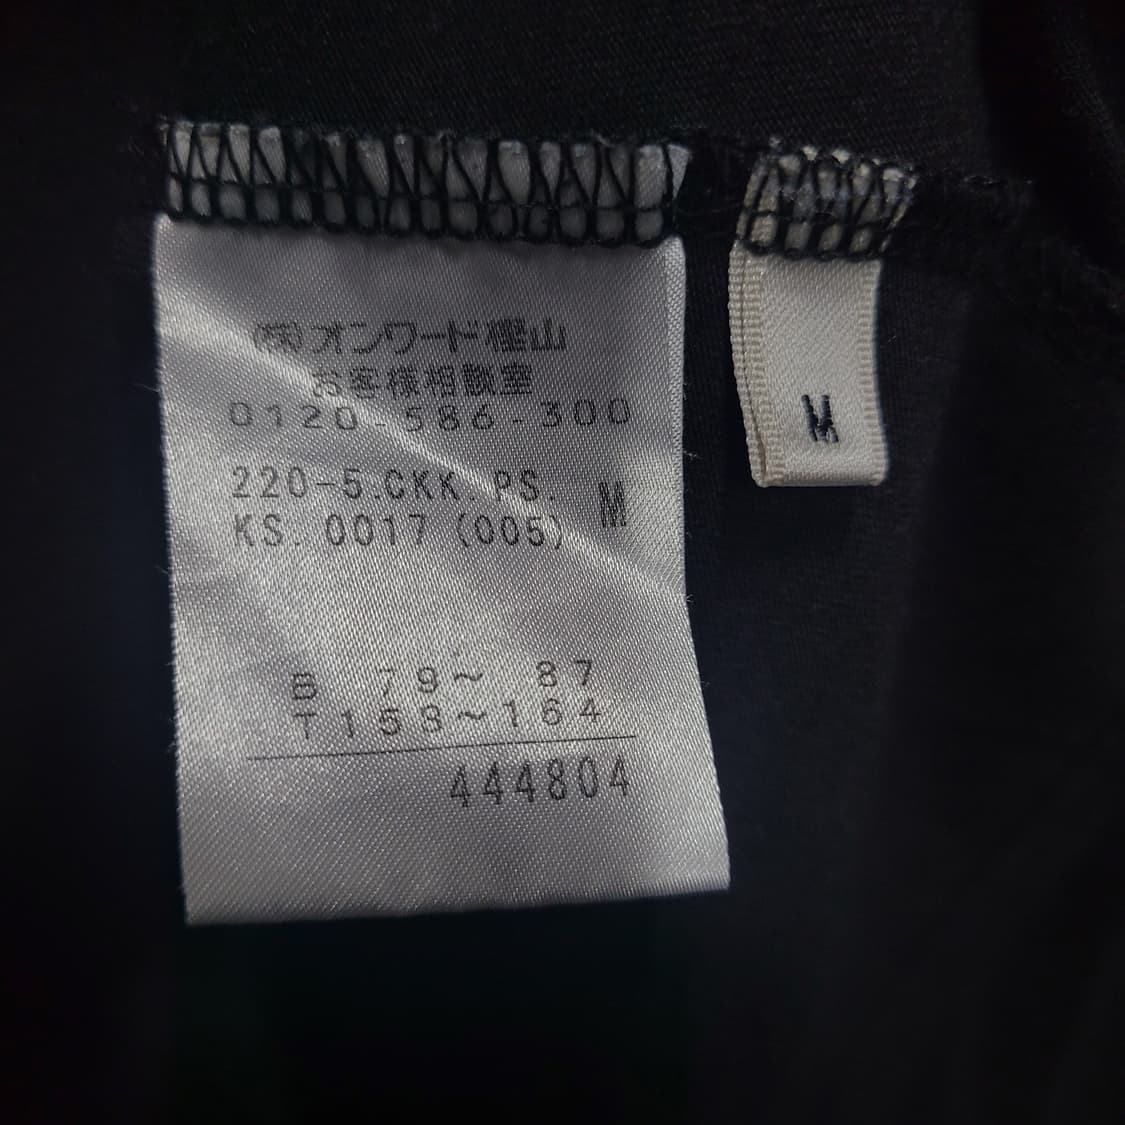 (株)オンワード樫山
お客様相談室
0120-586-300
220-5.CKK.PS. M
KS. 0017 (005)
B 79~ 87
T159~164
444804
M